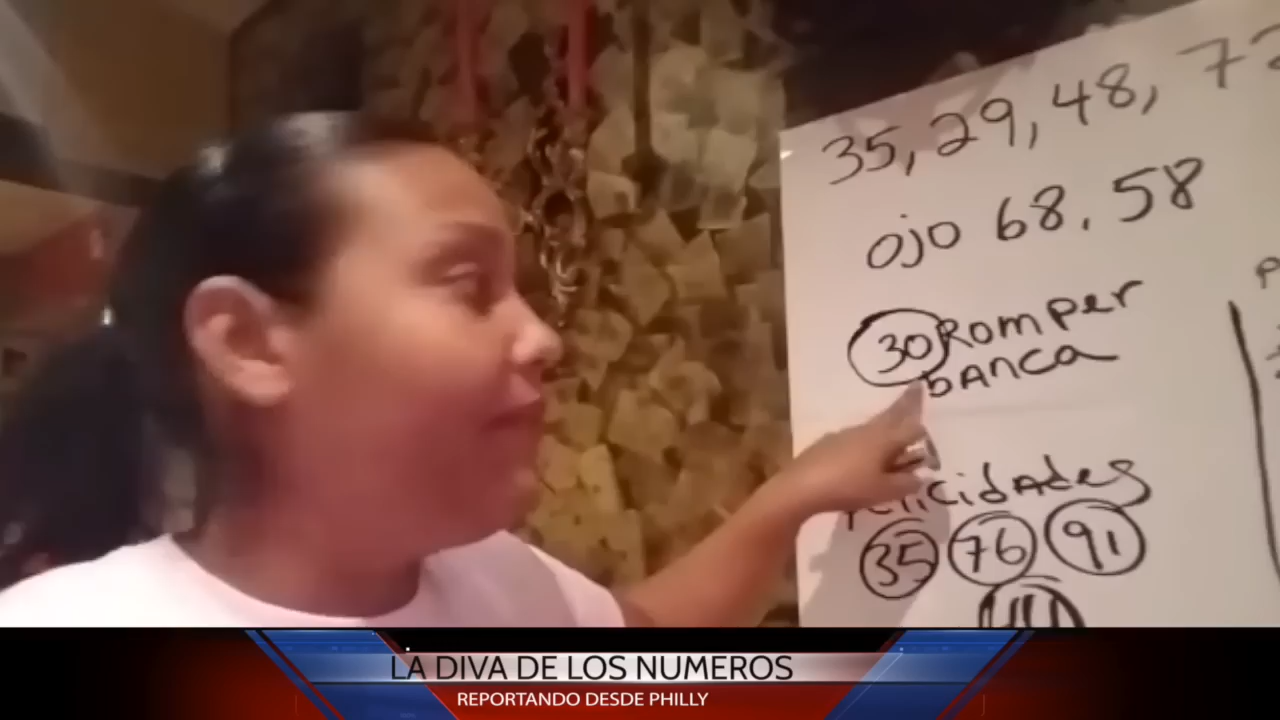 35, 29, 48, 72
ojo 68, 58
30 Romper
bAnca
felicidAdes
35 76 91
LA DIVA DE LOS NUMEROS
REPORTANDO DESDE PHILLY